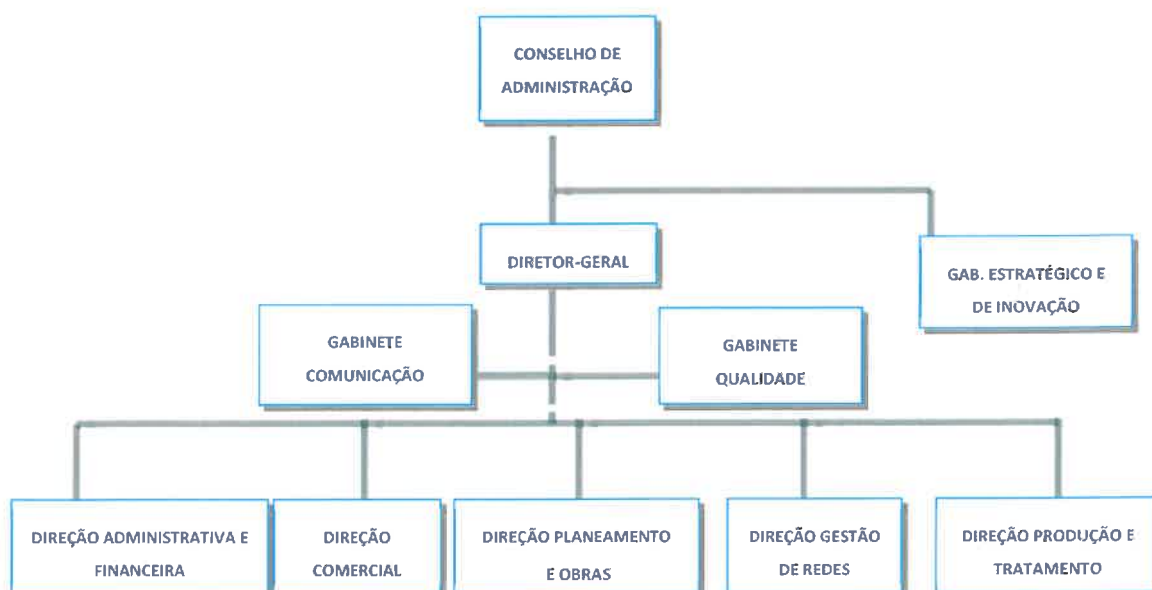 CONSELHO DE
ADMINISTRAÇÃO
DIRETOR-GERAL
GAB. ESTRATÉGICO E
DE INOVAÇÃO
GABINETE
COMUNICAÇÃO
GABINETE
QUALIDADE
DIREÇÃO ADMINISTRATIVA E
FINANCEIRA
DIREÇÃO
COMERCIAL
DIREÇÃO PLANEAMENTO
E OBRAS
DIREÇÃO GESTÃO
DE REDES
DIREÇÃO PRODUÇÃO E
TRATAMENTO